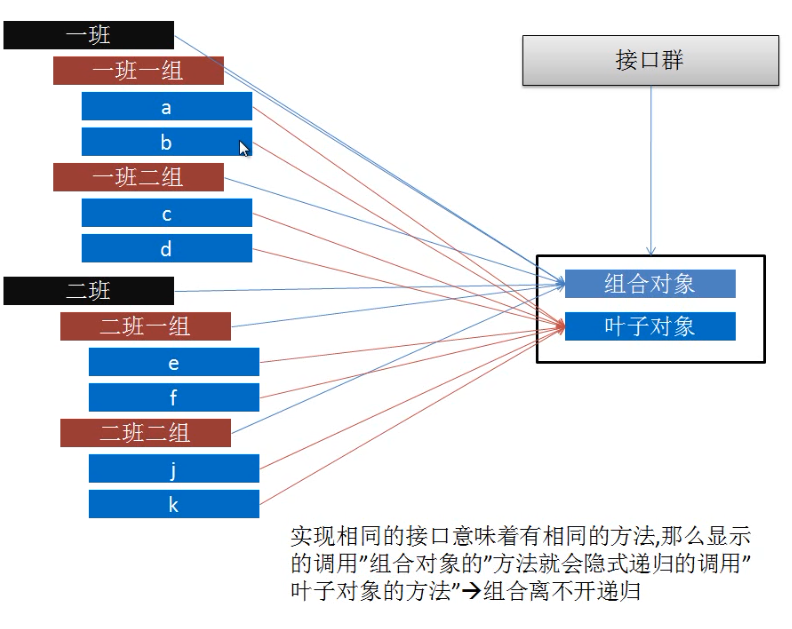 一班
一班一组
a
b
一班二组
c
d
二班
二班一组
e
f
二班二组
j
k
接口群
组合对象
叶子对象
实现相同的接口意味着有相同的方法,那么显示
的调用”组合对象的”方法就会隐式递归的调用”
叶子对象的方法”→组合离不开递归